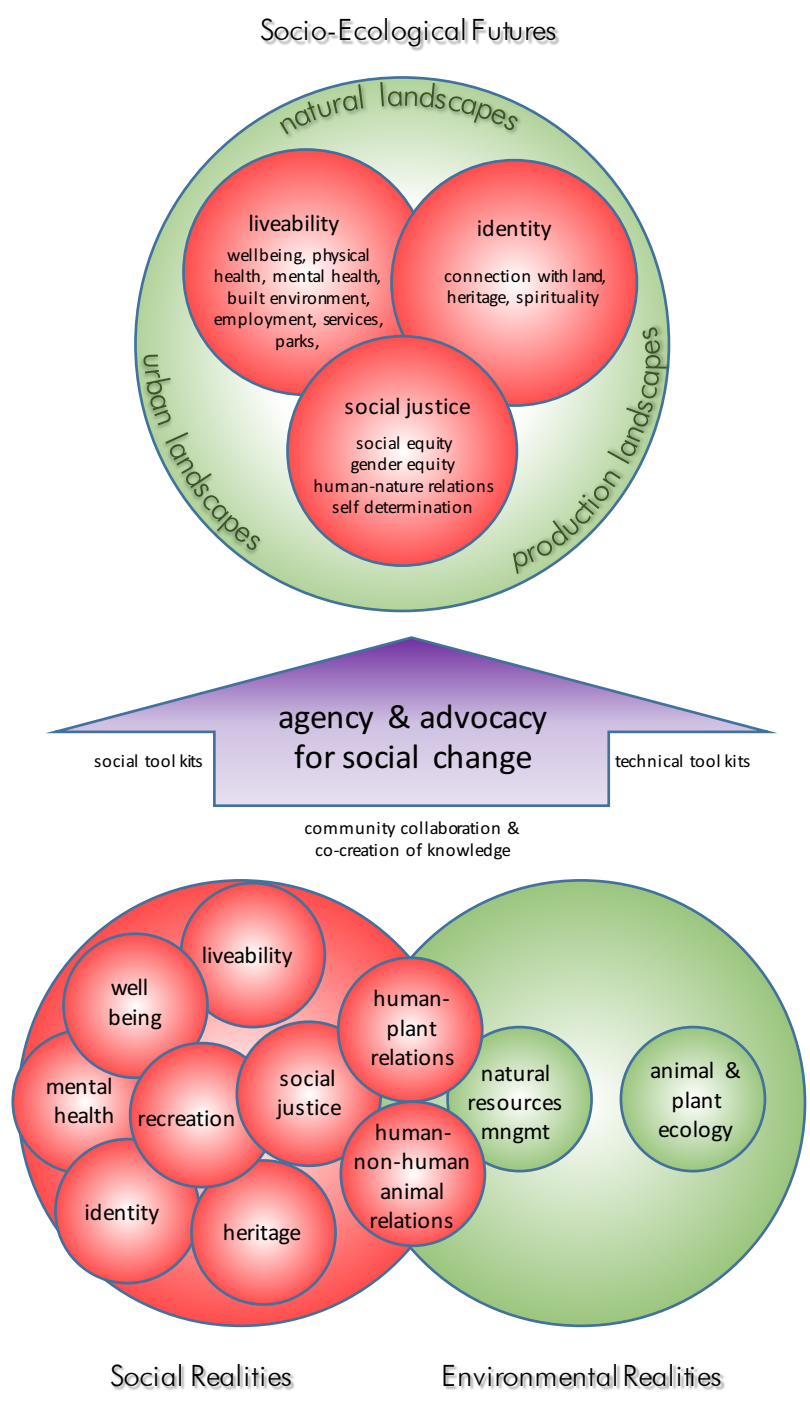 Socio-Ecological Futures
natural landscapes
liveability
wellbeing, physical
health, mental health,
built environment,
employment, services,
parks,
identity
connection with land,
heritage, spirituality
social justice
social equity
gender equity
human-nature relations
self determination
urban landscapes
production landscapes
agency & advocacy
for social change
social tool kits
technical tool kits
community collaboration &
co-creation of knowledge
liveability
well
being
mental
health
recreation
social
justice
identity
heritage
human-
plant
relations
human-
non-human
animal
relations
natural
resources
mngmt
animal &
plant
ecology
Social Realities
Environmental Realities